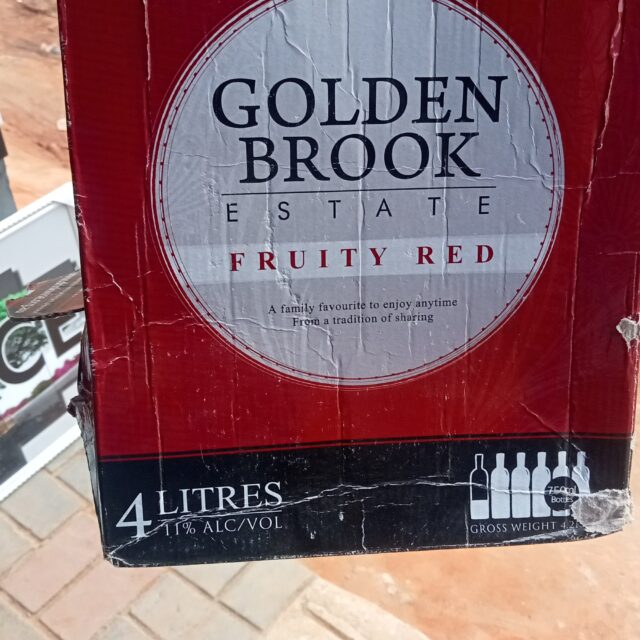 GOLDEN
BROOK
ESTATE
FRUITY RED
A family favourite to enjoy anytime
From a tradition of sharing
4 LITRES
11% ALC/VOL
Bottles
GROSS WEIGHT